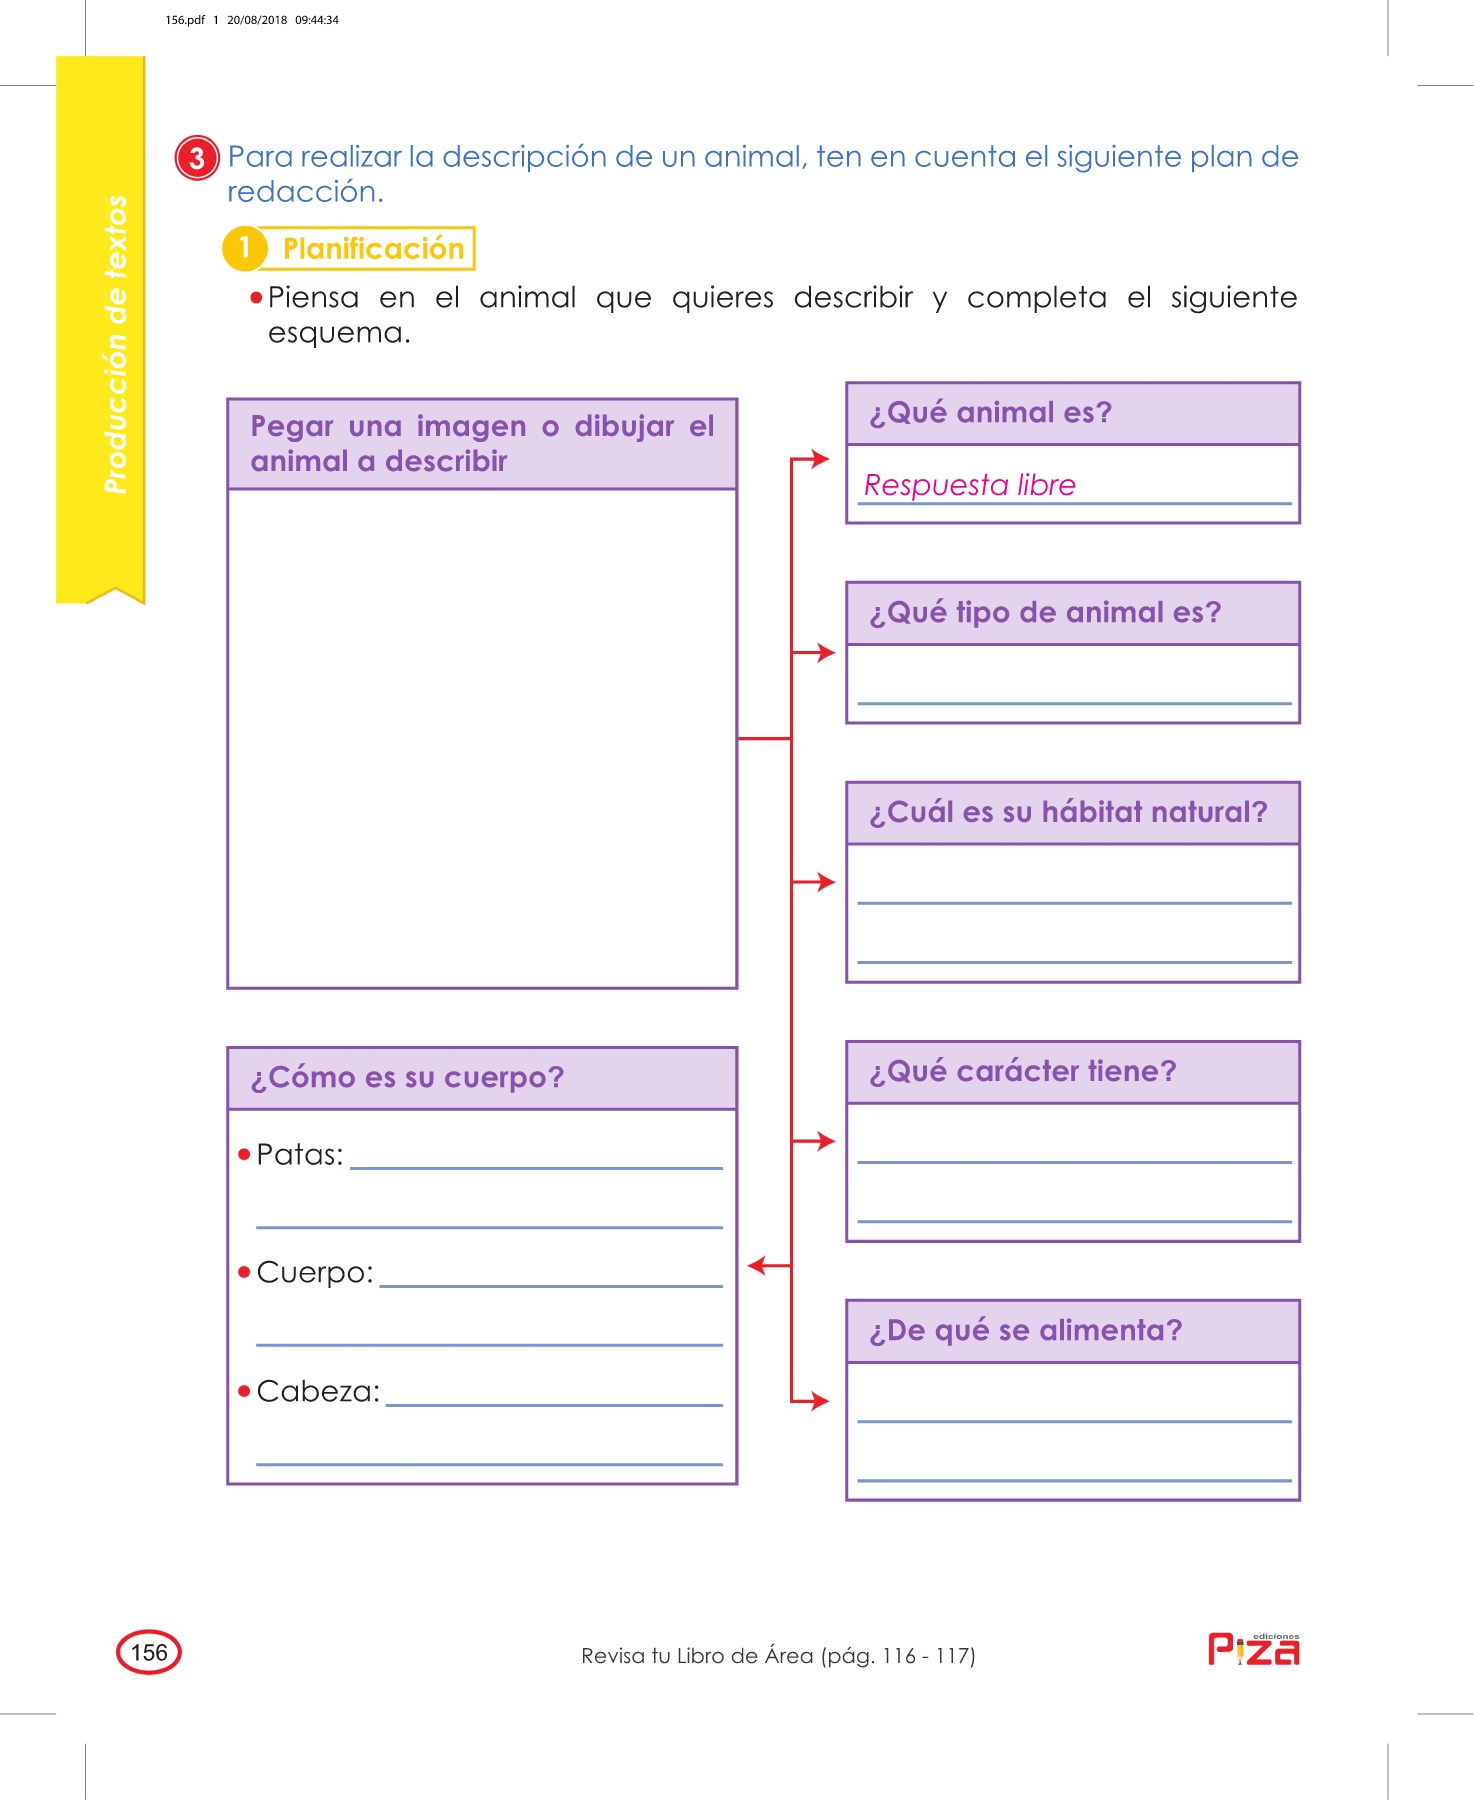 156.pdf 1 20/08/2018 09:44:34
Producción de textos
3 Para realizar la descripción de un animal, ten en cuenta el siguiente plan de
redacción.
1 Planificación
• Piensa en el animal que quieres describir y completa el siguiente
esquema.
Pegar una imagen o dibujar el
animal a describir
¿Qué animal es?
Respuesta libre
¿Qué tipo de animal es?
¿Cuál es su hábitat natural?
¿Cómo es su cuerpo?
• Patas:
• Cuerpo:
• Cabeza:
¿Qué carácter tiene?
¿De qué se alimenta?
156
Revisa tu Libro de Área (pág. 116 - 117)
ediciones
Piza